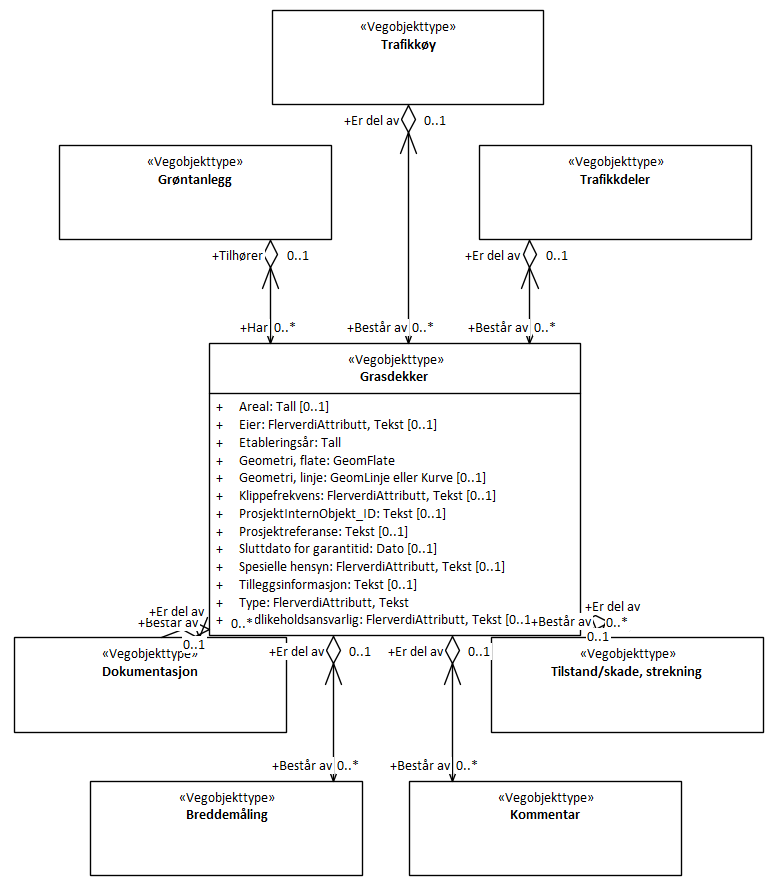 «Vegobjekttype»
Trafikkøy
+Er del av 0..1
«Vegobjekttype»
Grøntanlegg
«Vegobjekttype»
Trafikkdeler
+Tilhører 0..1
+Er del av 0..1
+Har 0..*
+Består av 0..*
+Består av 0..*
«Vegobjekttype»
Grasdekker
+ Areal: Tall [0..1]
+ Eier: FlerverdiAttributt, Tekst [0..1]
+ Etableringsår: Tall
+ Geometri, flate: GeomFlate
+ Geometri, linje: GeomLinje eller Kurve [0..1]
+ Klippefrekvens: FlerverdiAttributt, Tekst [0..1]
+ ProsjektInternObjekt_ID: Tekst [0..1]
+ Prosjektreferanse: Tekst [0..1]
+ Sluttdato for garantitid: Dato [0..1]
+ Spesielle hensyn: FlerverdiAttributt, Tekst [0..1]
+ Tilleggsinformasjon: Tekst [0..1]
+ Type: FlerverdiAttributt, Tekst
+ dlikeholdsansvarlig: FlerverdiAttributt, Tekst [0..1
+Er del av
+Består av 0..*
0..1
+Er del av
+Består av 0..*
0..1
«Vegobjekttype»
Dokumentasjon
+Er del av 0..1
+Er del av 0..1
«Vegobjekttype»
Tilstand/skade, strekning
+Består av 0..*
+Består av 0..*
«Vegobjekttype»
Breddemåling
«Vegobjekttype»
Kommentar